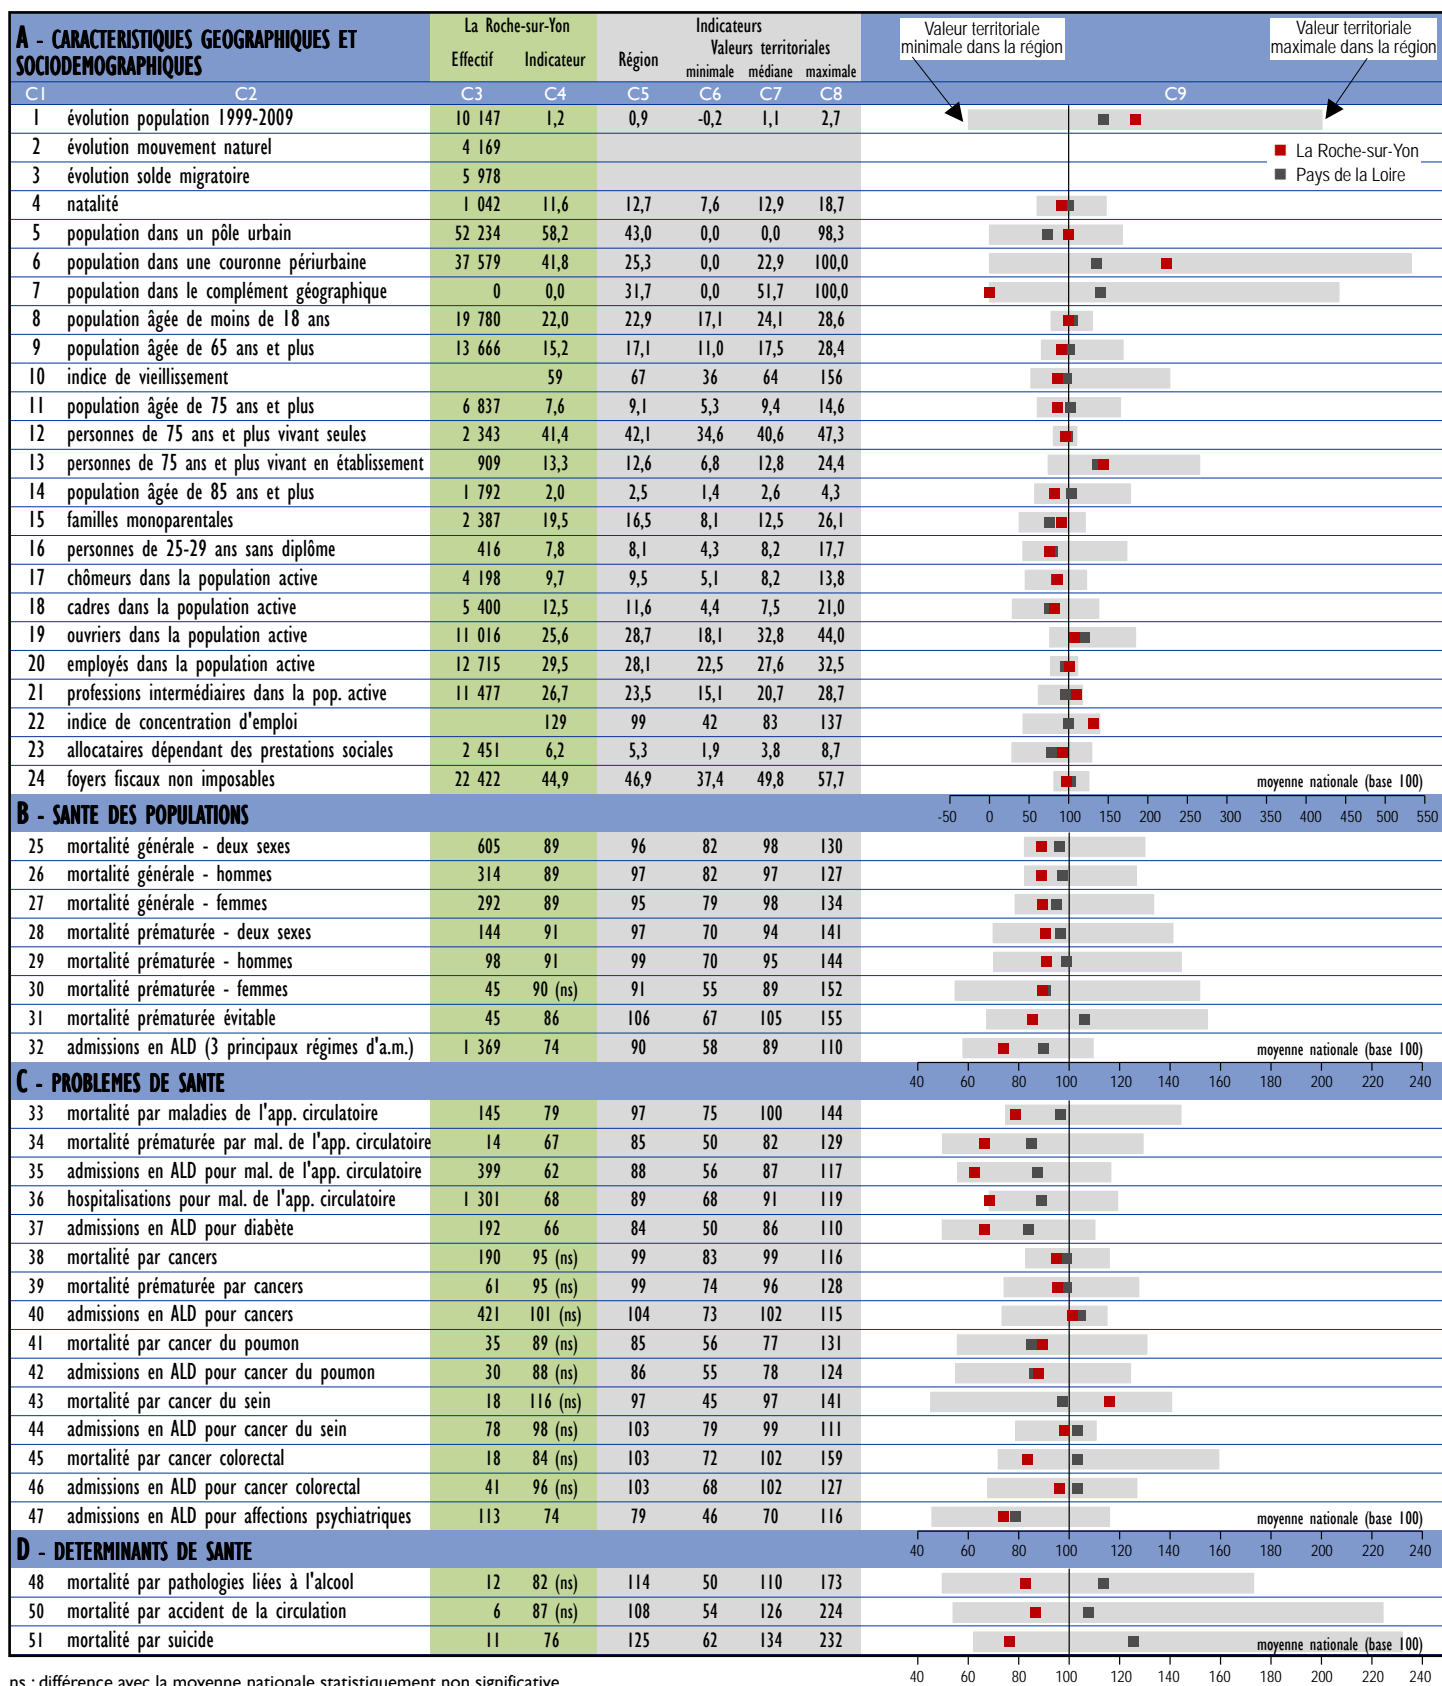 A - CARACTERISTIQUES GEOGRAPHIQUES ET SOCIODEMOGRAPHIQUES
La Roche-sur-Yon
Effectif Indicateur
Indicateurs
Région Valeurs territoriales
minimale médiane maximale
Valeur territoriale minimale dans la région
Valeur territoriale maximale dans la région
C1 C2 C3 C4 C5 C6 C7 C8 C9
1 évolution population 1999-2009 10 147 1,2 0,9 -0,2 1,1 2,7
2 évolution mouvement naturel 4 169
La Roche-sur-Yon
3 évolution solde migratoire 5 978
Pays de la Loire
4 natalité 1 042 11,6 12,7 7,6 12,9 18,7
5 population dans un pôle urbain 52 234 58,2 43,0 0,0 0,0 98,3
6 population dans une couronne périurbaine 37 579 41,8 25,3 0,0 22,9 100,0
7 population dans le complément géographique 0 0,0 31,7 0,0 51,7 100,0
8 population âgée de moins de 18 ans 19 780 22,0 22,9 17,1 24,1 28,6
9 population âgée de 65 ans et plus 13 666 15,2 17,1 11,0 17,5 28,4
10 indice de vieillissement 59 67 36 64 156
11 population âgée de 75 ans et plus 6 837 7,6 9,1 5,3 9,4 14,6
12 personnes de 75 ans et plus vivant seules 2 343 41,4 42,1 34,6 40,6 47,3
13 personnes de 75 ans et plus vivant en établissement 909 13,3 12,6 6,8 12,8 24,4
14 population âgée de 85 ans et plus 1 792 2,0 2,5 1,4 2,6 4,3
15 familles monoparentales 2 387 19,5 16,5 8,1 12,5 26,1
16 personnes de 25-29 ans sans diplôme 416 7,8 8,1 4,3 8,2 17,7
17 chômeurs dans la population active 4 198 9,7 9,5 5,1 8,2 13,8
18 cadres dans la population active 5 400 12,5 11,6 4,4 7,5 21,0
19 ouvriers dans la population active 11 016 25,6 28,7 18,1 32,8 44,0
20 employés dans la population active 12 715 29,5 28,1 22,5 27,6 32,5
21 professions intermédiaires dans la pop. active 11 477 26,7 23,5 15,1 20,7 28,7
22 indice de concentration d'emploi 129 99 42 83 137
23 allocataires dépendant des prestations sociales 2 451 6,2 5,3 1,9 3,8 8,7
24 foyers fiscaux non imposables 22 422 44,9 46,9 37,4 49,8 57,7 moyenne nationale (base 100)
B - SANTE DES POPULATIONS
-50 0 50 100 150 200 250 300 350 400 450 500 550
25 mortalité générale - deux sexes 605 89 96 82 98 130
26 mortalité générale - hommes 314 89 97 82 97 127
27 mortalité générale - femmes 292 89 95 79 98 134
28 mortalité prématurée - deux sexes 144 91 97 70 94 141
29 mortalité prématurée - hommes 98 91 99 70 95 144
30 mortalité prématurée - femmes 45 90 (ns) 91 55 89 152
31 mortalité prématurée évitable 45 86 106 67 105 155
32 admissions en ALD (3 principaux régimes d'a.m.) 1 369 74 90 58 89 110 moyenne nationale (base 100)
C - PROBLEMES DE SANTE
40 60 80 100 120 140 160 180 200 220 240
33 mortalité par maladies de l'app. circulatoire 145 79 97 75 100 144
34 mortalité prématurée par mal. de l'app. circulatoire 14 67 85 50 82 129
35 admissions en ALD pour mal. de l'app. circulatoire 399 62 88 56 87 117
36 hospitalisations pour mal. de l'app. circulatoire 1 301 68 89 68 91 119
37 admissions en ALD pour diabète 192 66 84 50 86 110
38 mortalité par cancers 190 95 (ns) 99 83 99 116
39 mortalité prématurée par cancers 61 95 (ns) 99 74 96 128
40 admissions en ALD pour cancers 421 101 (ns) 104 73 102 115
41 mortalité par cancer du poumon 35 89 (ns) 85 56 77 131
42 admissions en ALD pour cancer du poumon 30 88 (ns) 86 55 78 124
43 mortalité par cancer du sein 18 116 (ns) 97 45 97 141
44 admissions en ALD pour cancer du sein 78 98 (ns) 103 79 99 111
45 mortalité par cancer colorectal 18 84 (ns) 103 72 102 159
46 admissions en ALD pour cancer colorectal 41 96 (ns) 103 68 102 127
47 admissions en ALD pour affections psychiatriques 113 74 79 46 70 116 moyenne nationale (base 100)
D - DETERMINANTS DE SANTE
40 60 80 100 120 140 160 180 200 220 240
48 mortalité par pathologies liées à l'alcool 12 82 (ns) 114 50 110 173
50 mortalité par accident de la circulation 6 87 (ns) 108 54 126 224
51 mortalité par suicide 11 76 125 62 134 232 moyenne nationale (base 100)
40 60 80 100 120 140 160 180 200 220 240
ns : différence avec la moyenne nationale statistiquement non significative